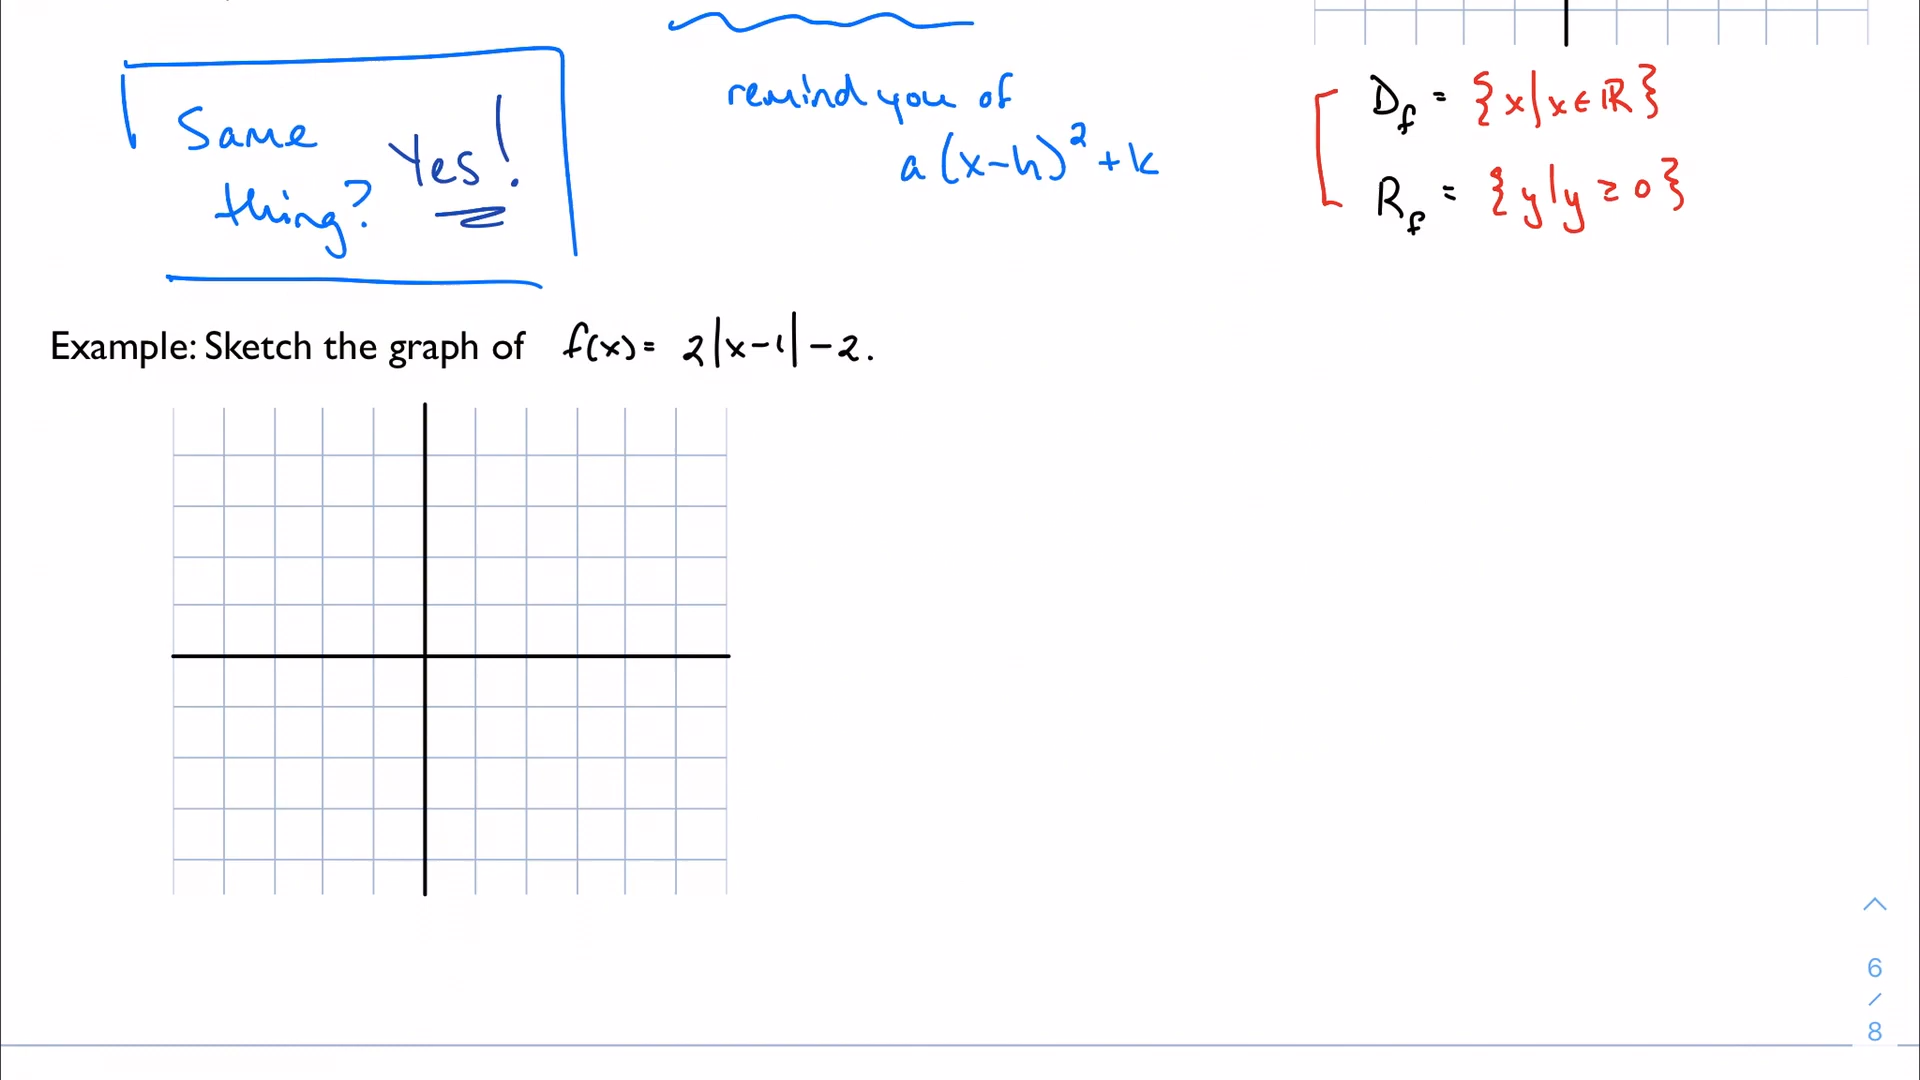 remind you of
a(x-h)² + k
Same
thing? Yes!
D_f = {x|x∈ℝ}
R_f = {y|y ≥ 0}
Example: Sketch the graph of f(x) = 2|x-1| - 2.
6
/
8